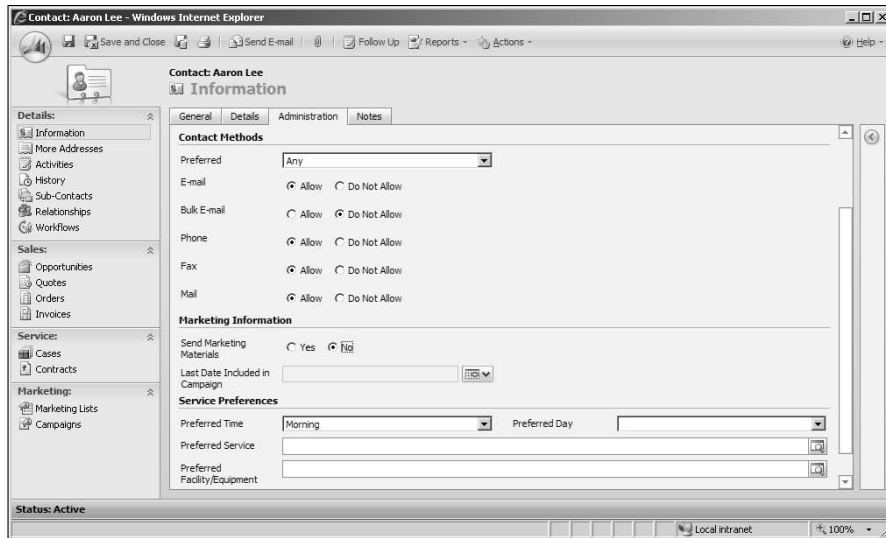 Contact: Aaron Lee - Windows Internet Explorer
Save and Close Send E-mail Follow Up Reports Actions Help
Contact: Aaron Lee
Information
Details:
Information
More Addresses
Activities
History
Sub-Contacts
Relationships
Workflows
Sales:
Opportunities
Quotes
Orders
Invoices
Service:
Cases
Contracts
Marketing:
Marketing Lists
Campaigns
General Details Administration Notes
Contact Methods
Preferred Any
E-mail Allow Do Not Allow
Bulk E-mail Allow Do Not Allow
Phone Allow Do Not Allow
Fax Allow Do Not Allow
Mail Allow Do Not Allow
Marketing Information
Send Marketing
Materials Yes No
Last Date Included in
Campaign
Service Preferences
Preferred Time Morning Preferred Day
Preferred Service
Preferred
Facility/Equipment
Status: Active
Local intranet 100%